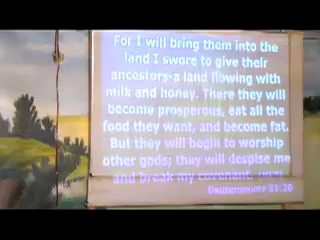 For I will bring them into the
land I swore to give their
ancestors-a land flowing with
milk and honey. There they will
become prosperous, eat all the
food they want, and become fat.
But they will begin to worship
other gods; they will despise me
and break my covenant. (NLT)
Deuteronomy 31:20